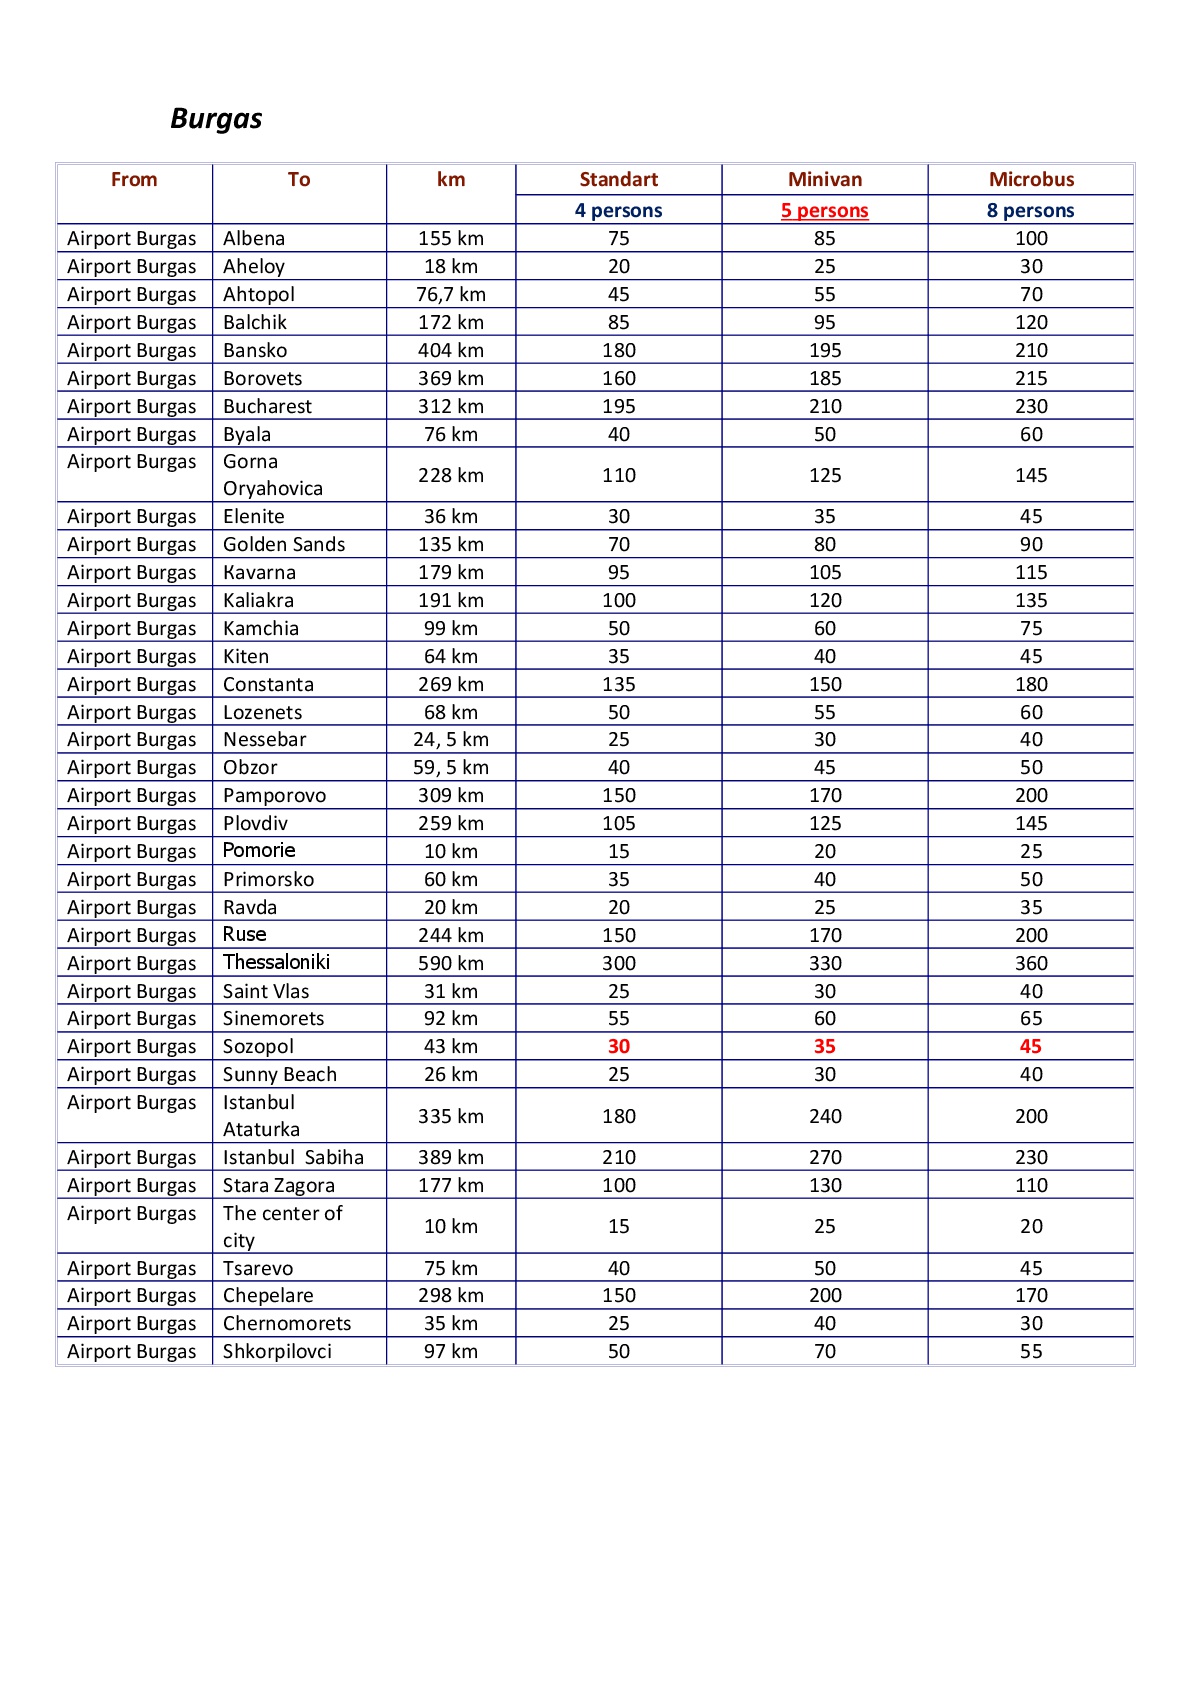 Burgas
From To km Standart Minivan Microbus
4 persons 5 persons 8 persons
Airport Burgas Albena 155 km 75 85 100
Airport Burgas Aheloy 18 km 20 25 30
Airport Burgas Ahtopol 76,7 km 45 55 70
Airport Burgas Balchik 172 km 85 95 120
Airport Burgas Bansko 404 km 180 195 210
Airport Burgas Borovets 369 km 160 185 215
Airport Burgas Bucharest 312 km 195 210 230
Airport Burgas Byala 76 km 40 50 60
Airport Burgas Gorna
Oryahovica 228 km 110 125 145
Airport Burgas Elenite 36 km 30 35 45
Airport Burgas Golden Sands 135 km 70 80 90
Airport Burgas Kavarna 179 km 95 105 115
Airport Burgas Kaliakra 191 km 100 120 135
Airport Burgas Kamchia 99 km 50 60 75
Airport Burgas Kiten 64 km 35 40 45
Airport Burgas Constanta 269 km 135 150 180
Airport Burgas Lozenets 68 km 50 55 60
Airport Burgas Nessebar 24, 5 km 25 30 40
Airport Burgas Obzor 59, 5 km 40 45 50
Airport Burgas Pamporovo 309 km 150 170 200
Airport Burgas Plovdiv 259 km 105 125 145
Airport Burgas Pomorie 10 km 15 20 25
Airport Burgas Primorsko 60 km 35 40 50
Airport Burgas Ravda 20 km 20 25 35
Airport Burgas Ruse 244 km 150 170 200
Airport Burgas Thessaloniki 590 km 300 330 360
Airport Burgas Saint Vlas 31 km 25 30 40
Airport Burgas Sinemorets 92 km 55 60 65
Airport Burgas Sozopol 43 km 30 35 45
Airport Burgas Sunny Beach 26 km 25 30 40
Airport Burgas Istanbul
Ataturka 335 km 180 240 200
Airport Burgas Istanbul Sabiha 389 km 210 270 230
Airport Burgas Stara Zagora 177 km 100 130 110
Airport Burgas The center of
city 10 km 15 25 20
Airport Burgas Tsarevo 75 km 40 50 45
Airport Burgas Chepelare 298 km 150 200 170
Airport Burgas Chernomorets 35 km 25 40 30
Airport Burgas Shkorpilovci 97 km 50 70 55